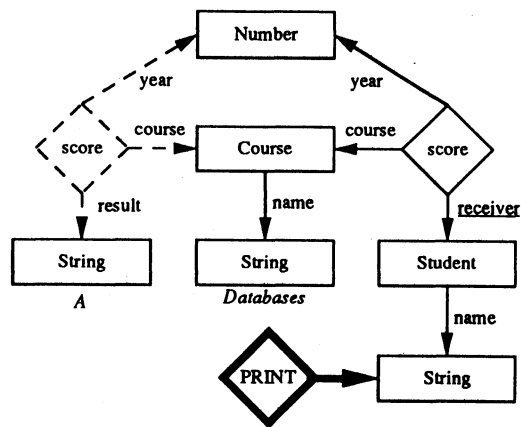 Number
year
year
score
course
Course
course
score
result
name
receiver
String
String
Student
A
Databases
name
PRINT
String